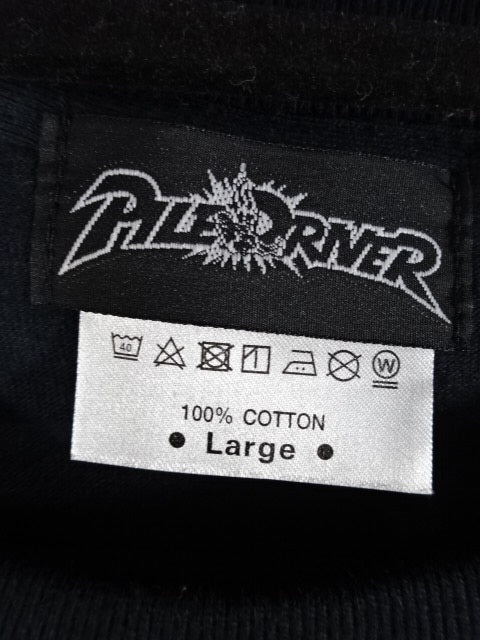 PILEDRIVER
40
W
100% COTTON
• Large •